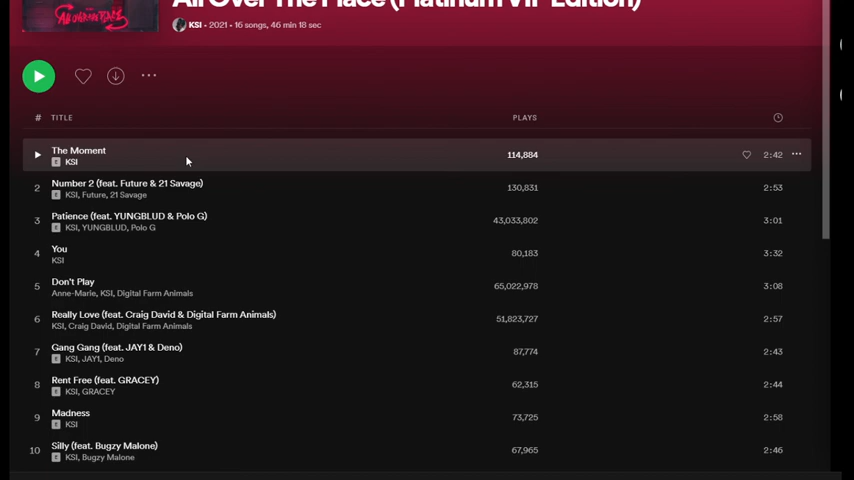 All Over The Place (Platinum VIP Edition)
KSI • 2021 • 16 songs, 46 min 18 sec
# TITLE PLAYS
The Moment 114,884 2:42
E KSI
2 Number 2 (feat. Future & 21 Savage) 130,831 2:53
E KSI, Future, 21 Savage
3 Patience (feat. YUNGBLUD & Polo G) 43,033,802 3:01
E KSI, YUNGBLUD, Polo G
4 You 80,183 3:32
KSI
5 Don't Play 65,022,978 3:08
Anne-Marie, KSI, Digital Farm Animals
6 Really Love (feat. Craig David & Digital Farm Animals) 51,823,727 2:57
KSI, Craig David, Digital Farm Animals
7 Gang Gang (feat. JAY1 & Deno) 87,774 2:43
E KSI, JAY1, Deno
8 Rent Free (feat. GRACEY) 62,315 2:44
E KSI, GRACEY
9 Madness 73,725 2:58
E KSI
10 Silly (feat. Bugzy Malone) 67,965 2:46
E KSI, Bugzy Malone